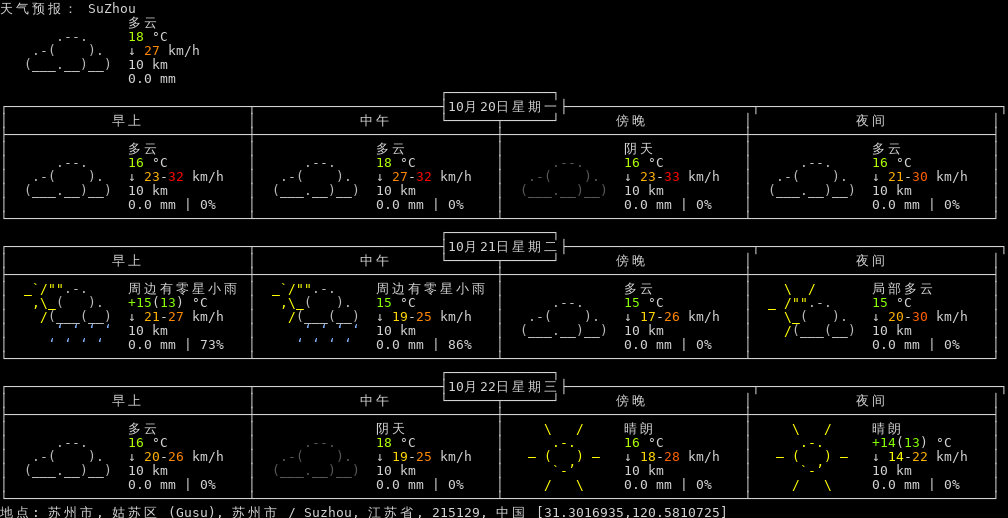 天气预报： SuZhou
多云
18 °C
↓ 27 km/h
10 km
0.0 mm
10月20日星期一
早上 中午 傍晚 夜间
多云 多云 阴天 多云
16 °C 18 °C 16 °C 16 °C
↓ 23-32 km/h ↓ 27-32 km/h ↓ 23-33 km/h ↓ 21-30 km/h
10 km 10 km 10 km 10 km
0.0 mm | 0% 0.0 mm | 0% 0.0 mm | 0% 0.0 mm | 0%
10月21日星期二
早上 中午 傍晚 夜间
周边有零星小雨 周边有零星小雨 多云 局部多云
+15(13) °C 15 °C 15 °C 15 °C
↓ 21-27 km/h ↓ 19-25 km/h ↓ 17-26 km/h ↓ 20-30 km/h
10 km 10 km 10 km 10 km
0.0 mm | 73% 0.0 mm | 86% 0.0 mm | 0% 0.0 mm | 0%
10月22日星期三
早上 中午 傍晚 夜间
多云 阴天 晴朗 晴朗
16 °C 18 °C 16 °C +14(13) °C
↓ 20-26 km/h ↓ 19-25 km/h ↓ 18-28 km/h ↓ 14-22 km/h
10 km 10 km 10 km 10 km
0.0 mm | 0% 0.0 mm | 0% 0.0 mm | 0% 0.0 mm | 0%
地点: 苏州市, 姑苏区 (Gusu), 苏州市 / Suzhou, 江苏省, 215129, 中国 [31.3016935,120.5810725]